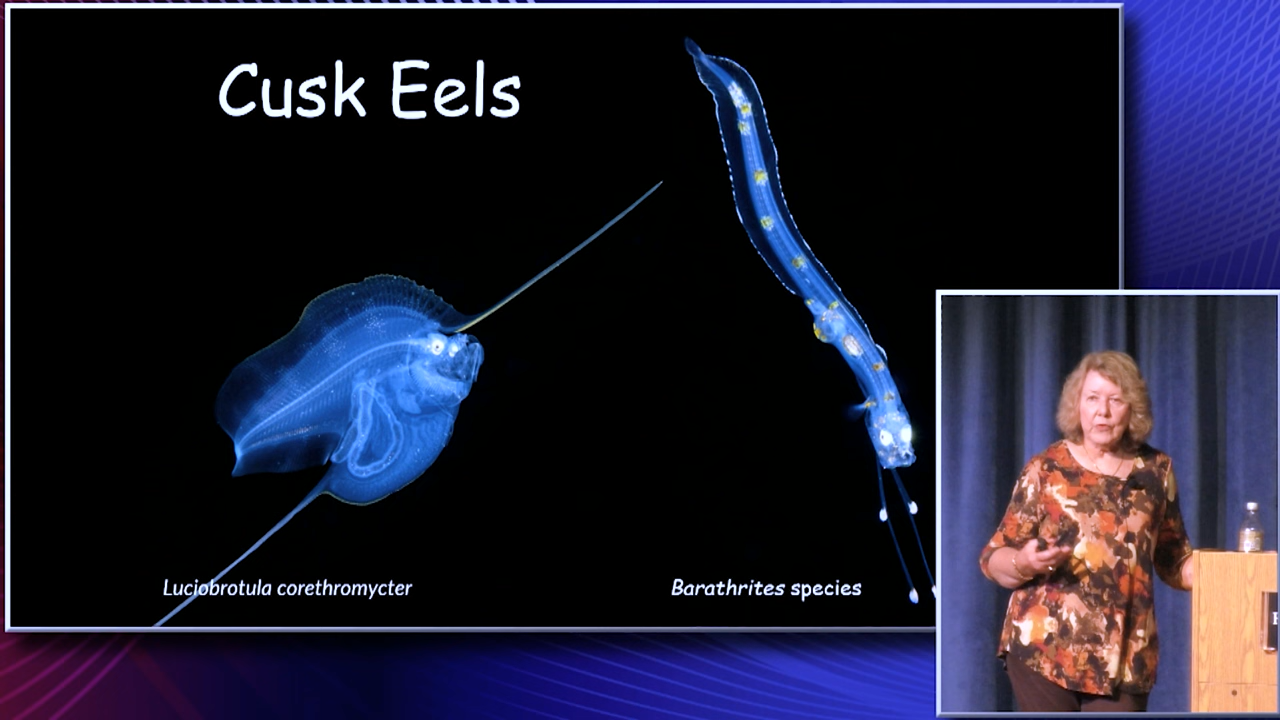 Cusk Eels
Luciobrotula corethromycter
Barathrites species